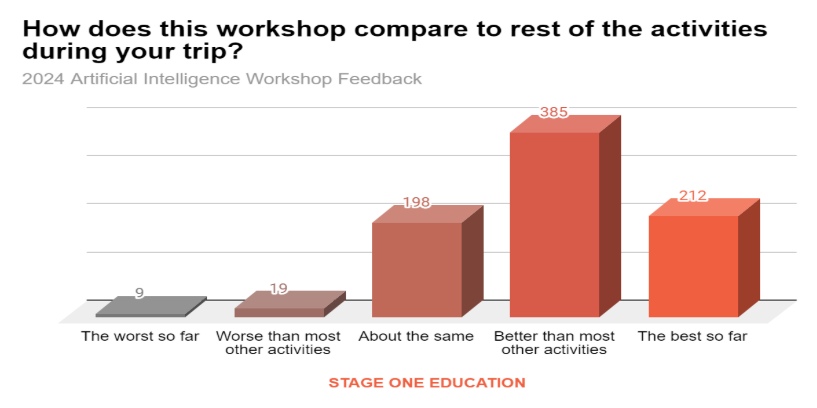 How does this workshop compare to rest of the activities
during your trip?
2024 Artificial Intelligence Workshop Feedback
9
19
198
385
212
The worst so far
Worse than most
other activities
About the same
Better than most
other activities
The best so far
STAGE ONE EDUCATION